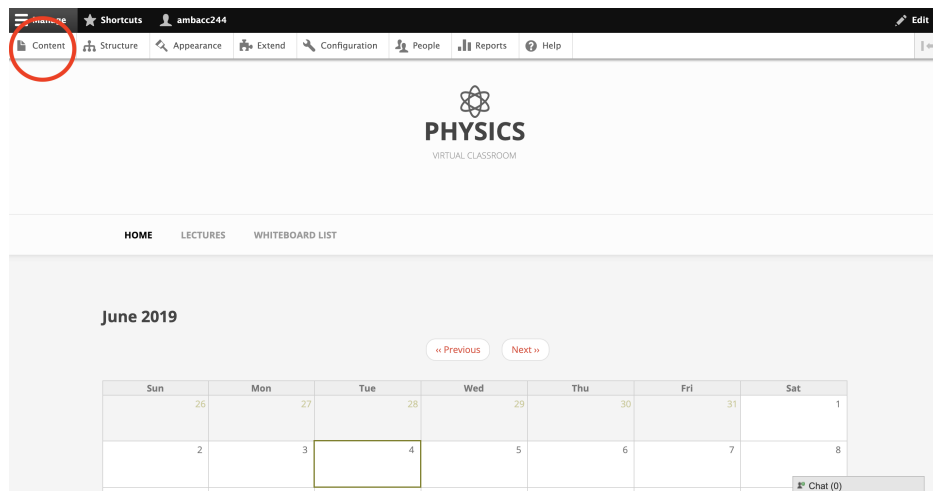 Manage Shortcuts ambacc244 Edit
Content Structure Appearance Extend Configuration People Reports Help
PHYSICS
VIRTUAL CLASSROOM
HOME LECTURES WHITEBOARD LIST
June 2019
‹‹ Previous Next ››
Sun Mon Tue Wed Thu Fri Sat
26 27 28 29 30 31 1
2 3 4 5 6 7 8
Chat (0)